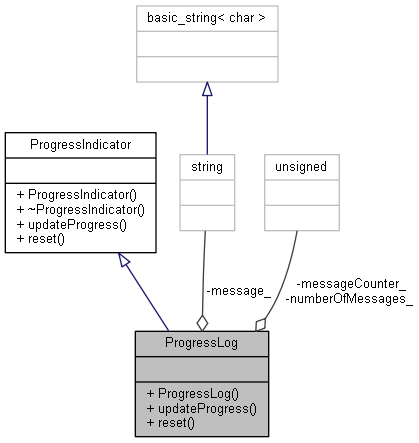 basic_string< char >
ProgressIndicator
+ ProgressIndicator()
+ ~ProgressIndicator()
+ updateProgress()
+ reset()
string
unsigned
-message_
-messageCounter_
-numberOfMessages_
ProgressLog
+ ProgressLog()
+ updateProgress()
+ reset()